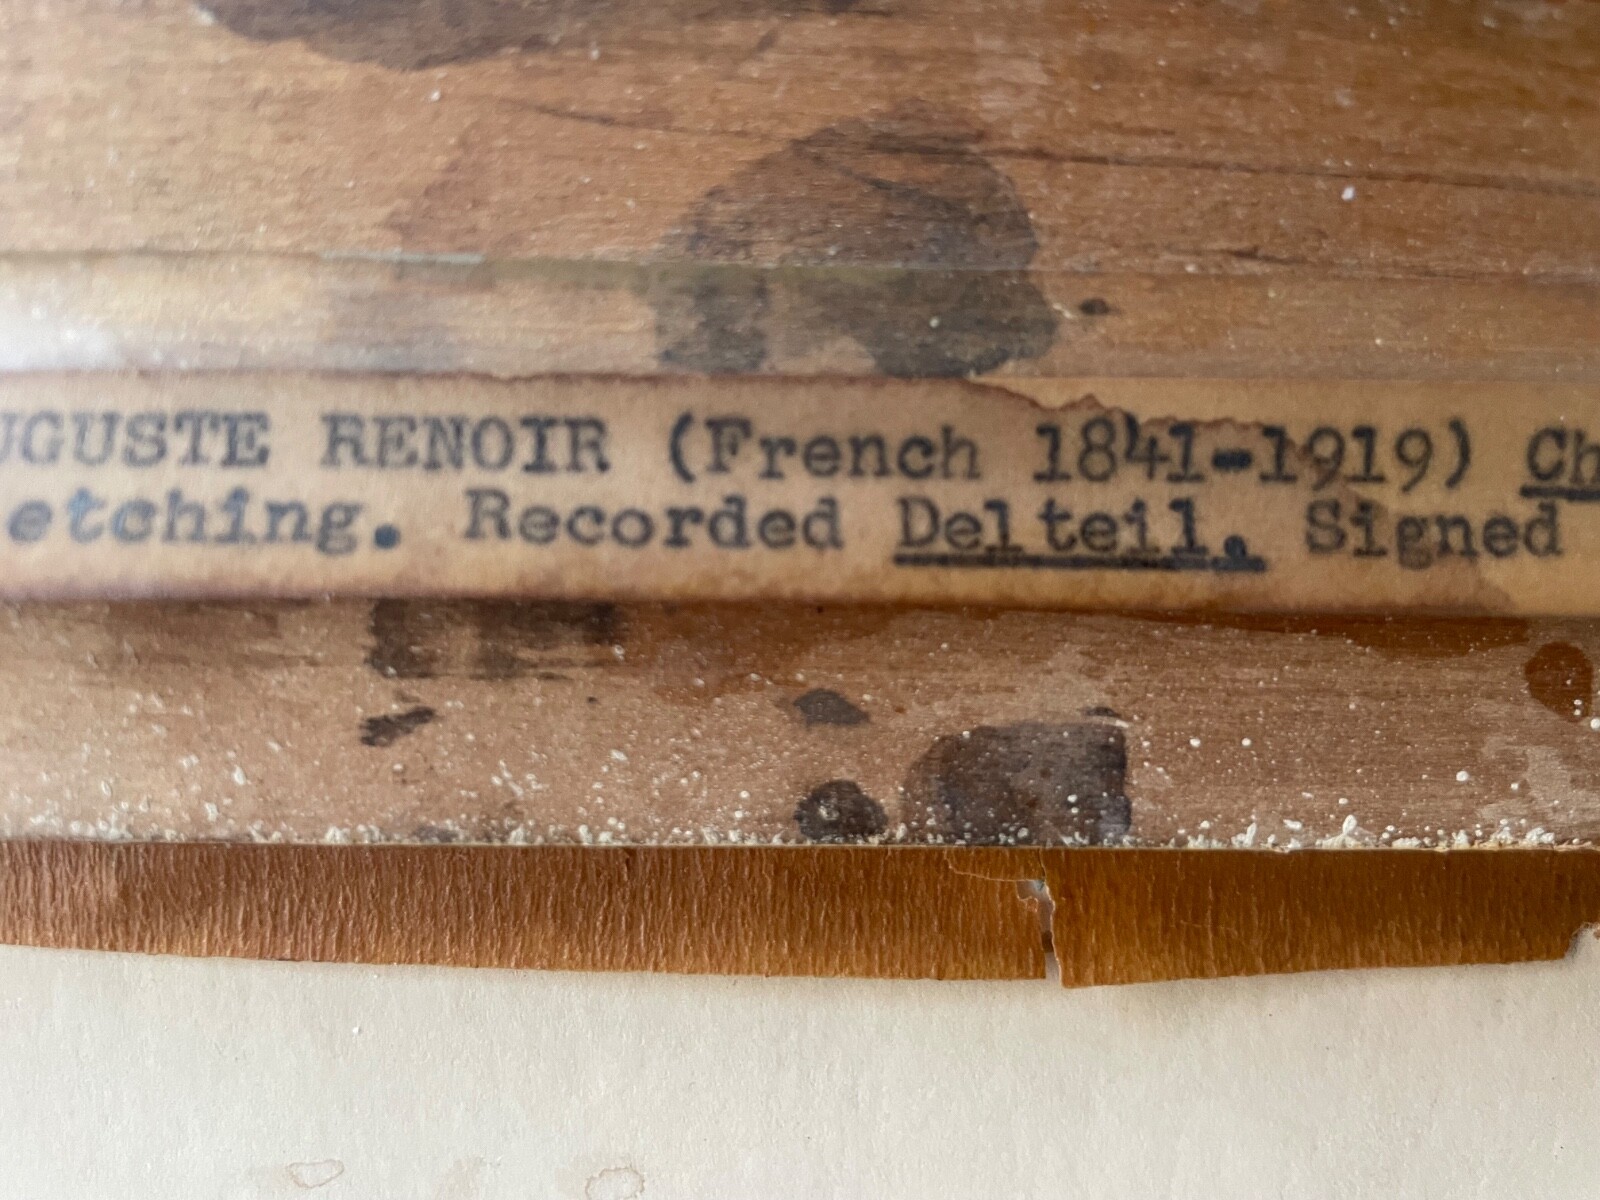 UGUSTE RENOIR (French 1841-1919) Ch
etching. Recorded Delteil. Signed